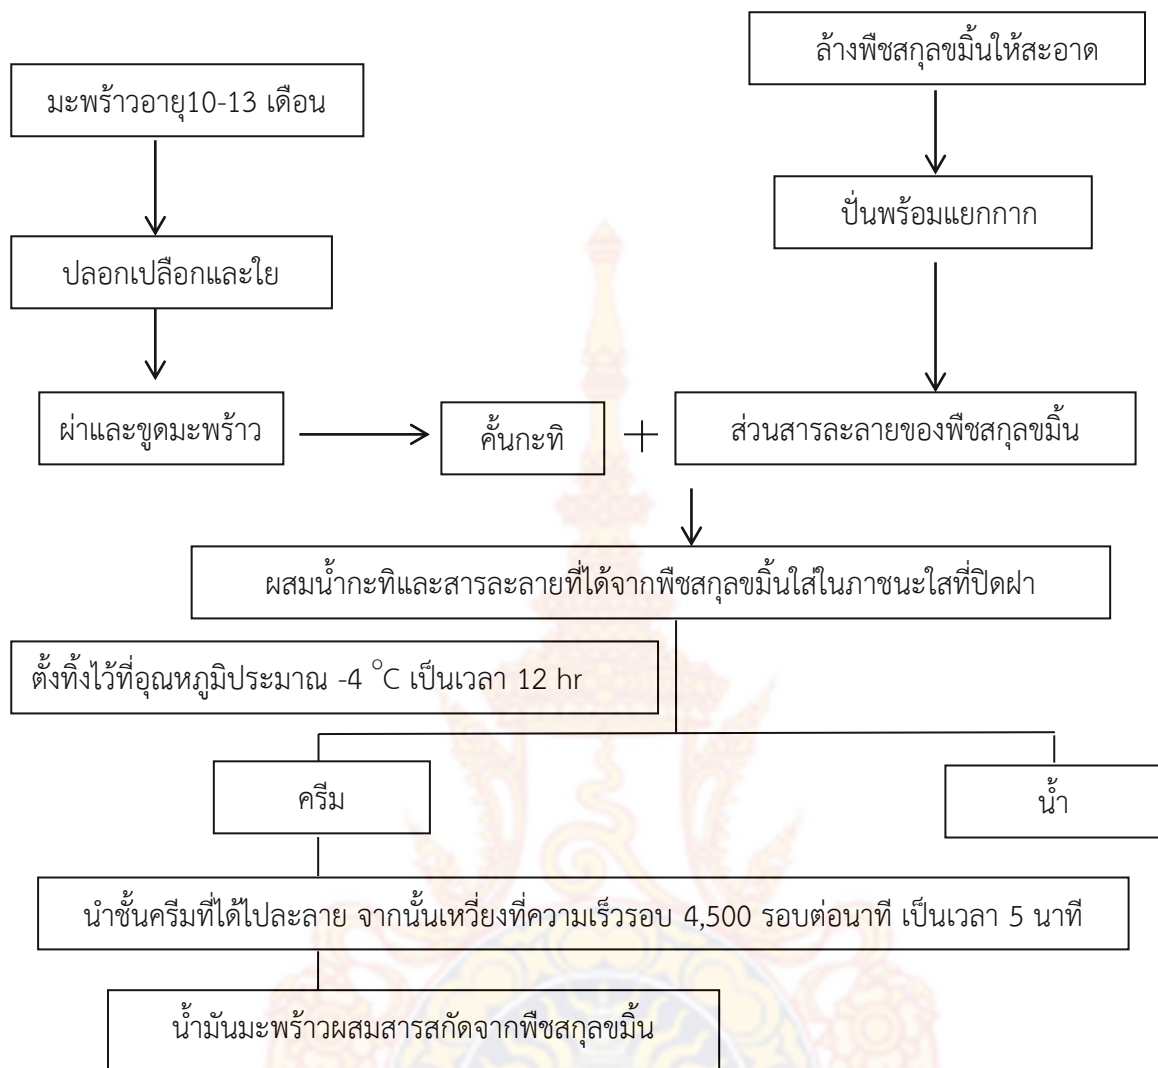 ล้างพืชสกุลขมิ้นให้สะอาด
มะพร้าวอายุ10-13 เดือน
ปั่นพร้อมแยกกาก
ปลอกเปลือกและใย
ผ่าและขูดมะพร้าว
คั้นกะทิ
+
ส่วนสารละลายของพืชสกุลขมิ้น
ผสมน้ำกะทิและสารละลายที่ได้จากพืชสกุลขมิ้นใส่ในภาชนะใสที่ปิดฝา
ตั้งทิ้งไว้ที่อุณหภูมิประมาณ -4 °C เป็นเวลา 12 hr
ครีม
น้ำ
นำชั้นครีมที่ได้ไปละลาย จากนั้นเหวี่ยงที่ความเร็วรอบ 4,500 รอบต่อนาที เป็นเวลา 5 นาที
น้ำมันมะพร้าวผสมสารสกัดจากพืชสกุลขมิ้น